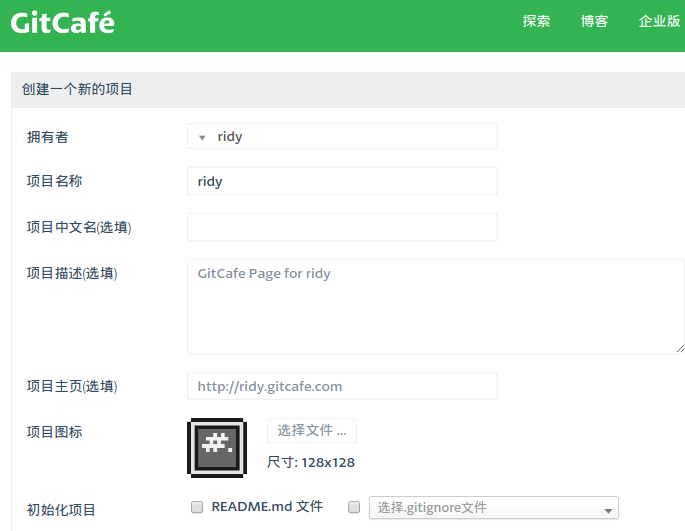 GitCafé 探索 博客 企业版
创建一个新的项目
拥有者 ridy
项目名称 ridy
项目中文名(选填)
项目描述(选填) GitCafe Page for ridy
项目主页(选填) http://ridy.gitcafe.com
项目图标 选择文件 ...
尺寸: 128x128
初始化项目 README.md 文件 选择.gitignore文件